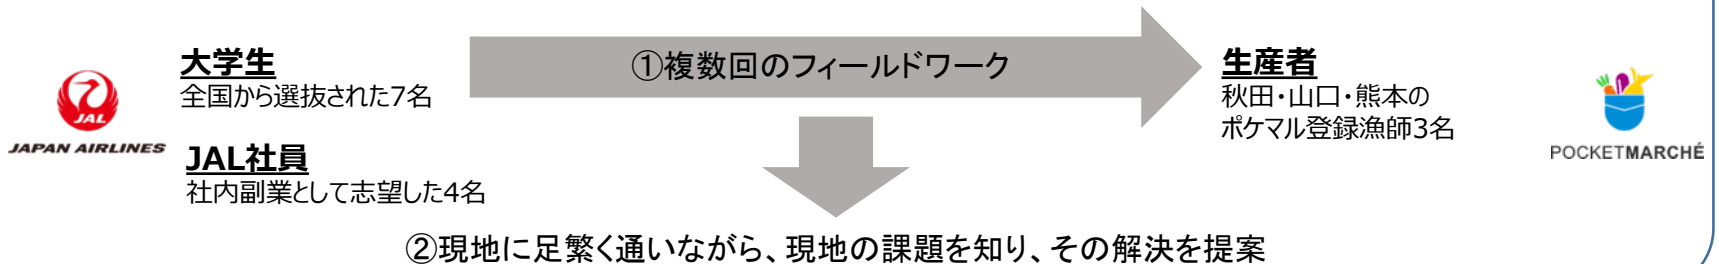 大学生
全国から選抜された7名
JAL
JAPAN AIRLINES
JAL社員
社内副業として志望した4名
①複数回のフィールドワーク
生産者
秋田・山口・熊本の
ポケマル登録漁師3名
POCKETMARCHÉ
②現地に足繁く通いながら、現地の課題を知り、その解決を提案